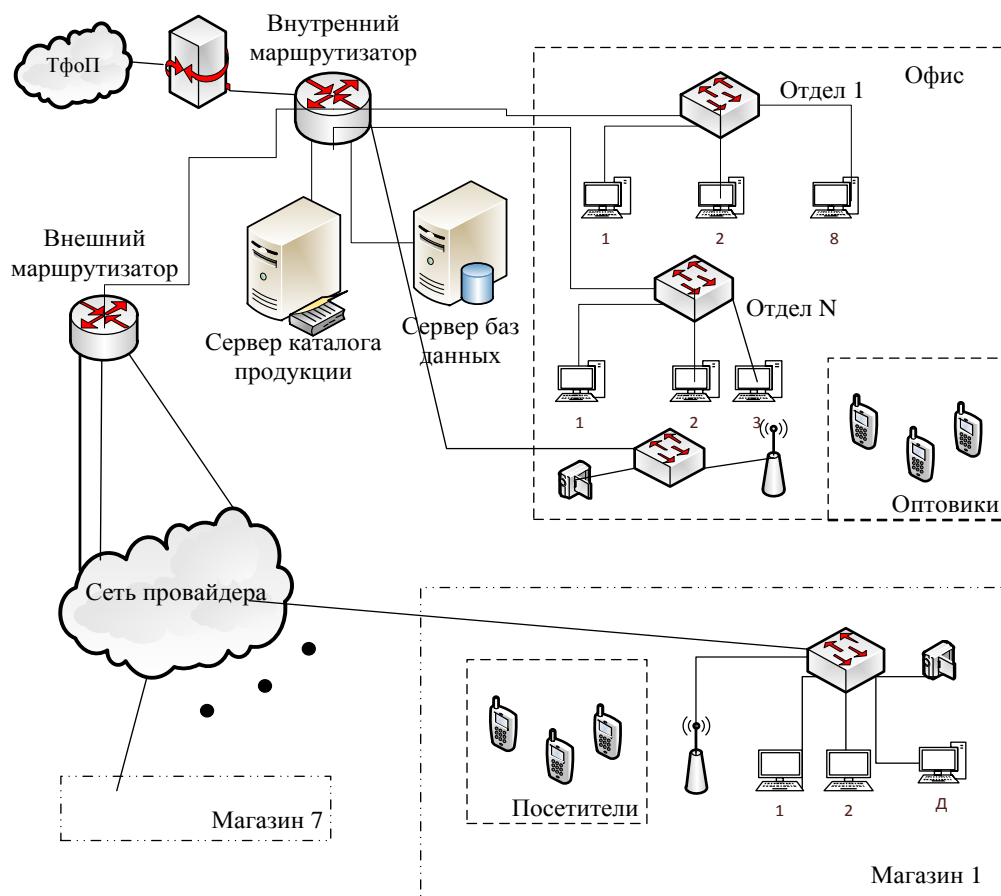 ТфоП
Внутренний
маршрутизатор
Офис
Отдел 1
1
2
8
Внешний
маршрутизатор
Сервер каталога
продукции
Сервер баз
данных
Отдел N
1
2
3
Оптовики
Сеть провайдера
Посетители
1
2
Д
Магазин 7
Магазин 1